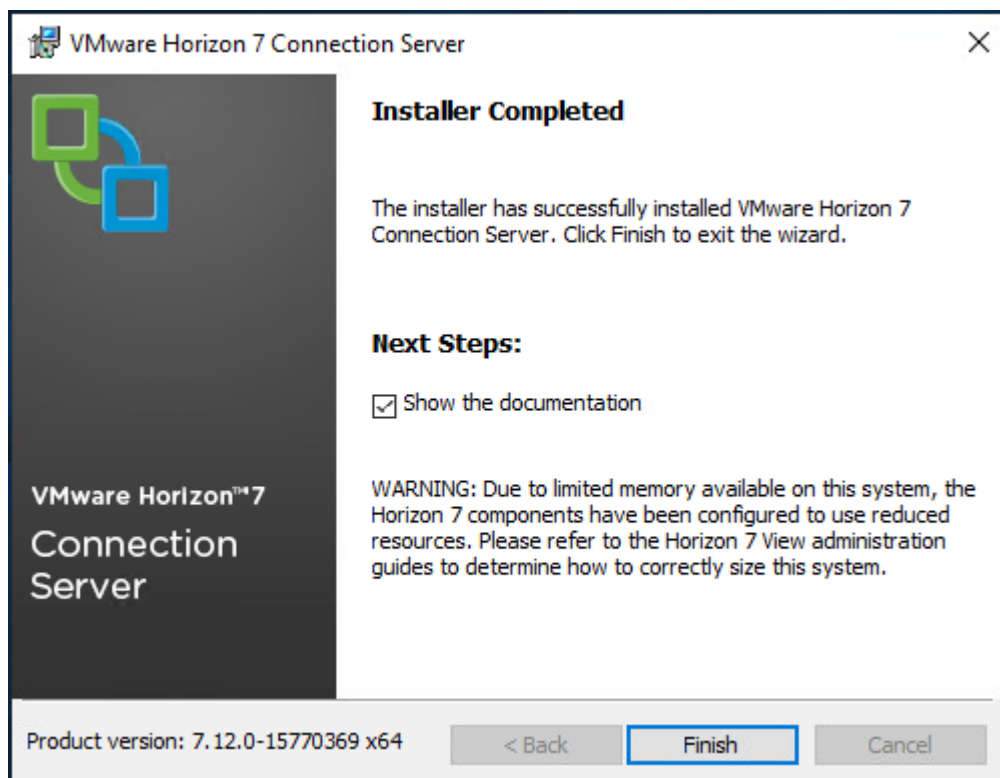 VMware Horizon 7 Connection Server
Installer Completed
The installer has successfully installed VMware Horizon 7
Connection Server. Click Finish to exit the wizard.
Next Steps:
Show the documentation
WARNING: Due to limited memory available on this system, the
Horizon 7 components have been configured to use reduced
resources. Please refer to the Horizon 7 View administration
guides to determine how to correctly size this system.
VMware Horizon™7
Connection
Server
Product version: 7.12.0-15770369 x64
< Back
Finish
Cancel